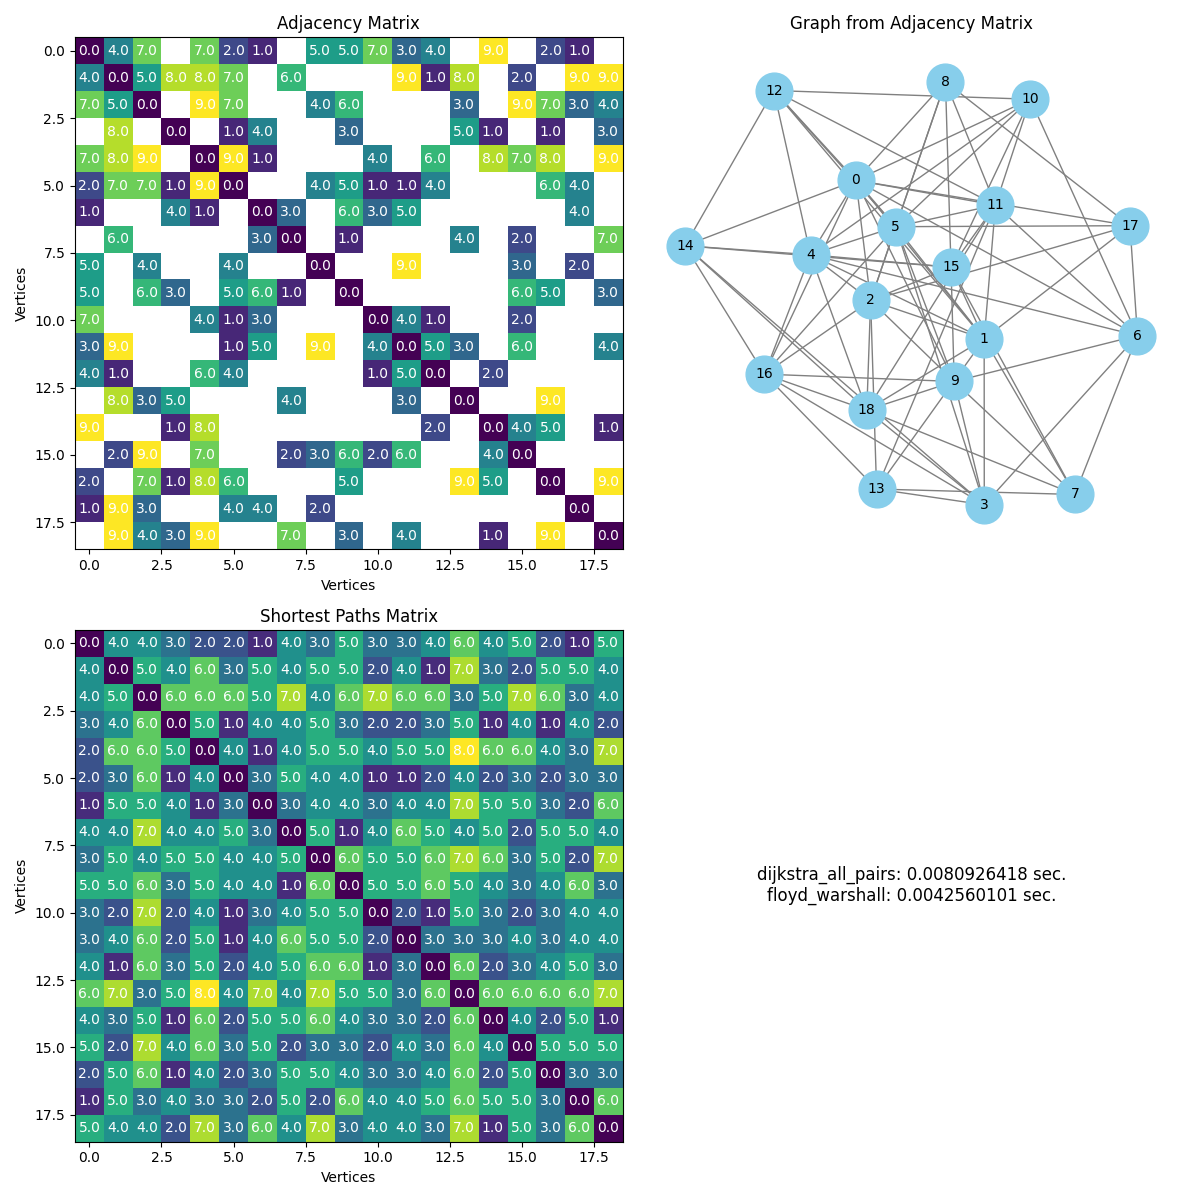 Adjacency Matrix
0.0 0.0 4.0 7.0 7.0 2.0 1.0 5.0 5.0 7.0 3.0 4.0 9.0 2.0 1.0
4.0 0.0 5.0 8.0 8.0 7.0 6.0 9.0 1.0 8.0 2.0 9.0 9.0
7.0 5.0 0.0 9.0 7.0 4.0 6.0 3.0 9.0 7.0 3.0 4.0
2.5
8.0 0.0 1.0 4.0 3.0 5.0 1.0 1.0 3.0
7.0 8.0 9.0 0.0 9.0 1.0 4.0 6.0 8.0 7.0 8.0 9.0
5.0 2.0 7.0 7.0 1.0 9.0 0.0 4.0 5.0 1.0 1.0 4.0 6.0 4.0
1.0 4.0 1.0 0.0 3.0 6.0 3.0 5.0 4.0
6.0 3.0 0.0 1.0 4.0 2.0 7.0
7.5
5.0 4.0 4.0 0.0 9.0 3.0 2.0
5.0 6.0 3.0 5.0 6.0 1.0 0.0 6.0 5.0 3.0
10.0 7.0 4.0 1.0 3.0 0.0 4.0 1.0 2.0
3.0 9.0 1.0 5.0 9.0 4.0 0.0 5.0 3.0 6.0 4.0
4.0 1.0 6.0 4.0 1.0 5.0 0.0 2.0
12.5
8.0 3.0 5.0 4.0 3.0 0.0 9.0
9.0 1.0 8.0 2.0 0.0 4.0 5.0 1.0
15.0 2.0 9.0 7.0 2.0 3.0 6.0 2.0 6.0 4.0 0.0
2.0 7.0 1.0 8.0 6.0 5.0 9.0 5.0 0.0 9.0
1.0 9.0 3.0 4.0 4.0 2.0 0.0
17.5
9.0 4.0 3.0 9.0 7.0 3.0 4.0 1.0 9.0 0.0
0.0 2.5 5.0 7.5 10.0 12.5 15.0 17.5
Vertices
Vertices
Graph from Adjacency Matrix
12
8
10
0
11
5
17
14
4
15
2
1
6
16
9
18
13
3
7
Shortest Paths Matrix
0.0 0.0 4.0 4.0 3.0 2.0 2.0 1.0 4.0 3.0 5.0 3.0 3.0 4.0 6.0 4.0 5.0 2.0 1.0 5.0
4.0 0.0 5.0 4.0 6.0 3.0 5.0 4.0 5.0 5.0 2.0 4.0 1.0 7.0 3.0 2.0 5.0 5.0 4.0
4.0 5.0 0.0 6.0 6.0 6.0 5.0 7.0 4.0 6.0 7.0 6.0 6.0 3.0 5.0 7.0 6.0 3.0 4.0
2.5
3.0 4.0 6.0 0.0 5.0 1.0 4.0 4.0 5.0 3.0 2.0 2.0 3.0 5.0 1.0 4.0 1.0 4.0 2.0
2.0 6.0 6.0 5.0 0.0 4.0 1.0 4.0 5.0 5.0 4.0 5.0 5.0 8.0 6.0 6.0 4.0 3.0 7.0
5.0 2.0 3.0 6.0 1.0 4.0 0.0 3.0 5.0 4.0 4.0 1.0 1.0 2.0 4.0 2.0 3.0 2.0 3.0 3.0
1.0 5.0 5.0 4.0 1.0 3.0 0.0 3.0 4.0 4.0 3.0 4.0 4.0 7.0 5.0 5.0 3.0 2.0 6.0
4.0 4.0 7.0 4.0 4.0 5.0 3.0 0.0 5.0 1.0 4.0 6.0 5.0 4.0 5.0 2.0 5.0 5.0 4.0
7.5
3.0 5.0 4.0 5.0 5.0 4.0 4.0 5.0 0.0 6.0 5.0 5.0 6.0 7.0 6.0 3.0 5.0 2.0 7.0
5.0 5.0 6.0 3.0 5.0 4.0 4.0 1.0 6.0 0.0 5.0 5.0 6.0 5.0 4.0 3.0 4.0 6.0 3.0
10.0 3.0 2.0 7.0 2.0 4.0 1.0 3.0 4.0 5.0 5.0 0.0 2.0 1.0 5.0 3.0 2.0 3.0 4.0 4.0
3.0 4.0 6.0 2.0 5.0 1.0 4.0 6.0 5.0 5.0 2.0 0.0 3.0 3.0 3.0 4.0 3.0 4.0 4.0
4.0 1.0 6.0 3.0 5.0 2.0 4.0 5.0 6.0 6.0 1.0 3.0 0.0 6.0 2.0 3.0 4.0 5.0 3.0
12.5
6.0 7.0 3.0 5.0 8.0 4.0 7.0 4.0 7.0 5.0 5.0 3.0 6.0 0.0 6.0 6.0 6.0 6.0 7.0
4.0 3.0 5.0 1.0 6.0 2.0 5.0 5.0 6.0 4.0 3.0 3.0 2.0 6.0 0.0 4.0 2.0 5.0 1.0
15.0 5.0 2.0 7.0 4.0 6.0 3.0 5.0 2.0 3.0 3.0 2.0 4.0 3.0 6.0 4.0 0.0 5.0 5.0 5.0
2.0 5.0 6.0 1.0 4.0 2.0 3.0 5.0 5.0 4.0 3.0 3.0 4.0 6.0 2.0 5.0 0.0 3.0 3.0
1.0 5.0 3.0 4.0 3.0 3.0 2.0 5.0 2.0 6.0 4.0 4.0 5.0 6.0 5.0 5.0 3.0 0.0 6.0
17.5
5.0 4.0 4.0 2.0 7.0 3.0 6.0 4.0 7.0 3.0 4.0 4.0 3.0 7.0 1.0 5.0 3.0 6.0 0.0
0.0 2.5 5.0 7.5 10.0 12.5 15.0 17.5
Vertices
Vertices
dijkstra_all_pairs: 0.0080926418 sec.
floyd_warshall: 0.0042560101 sec.